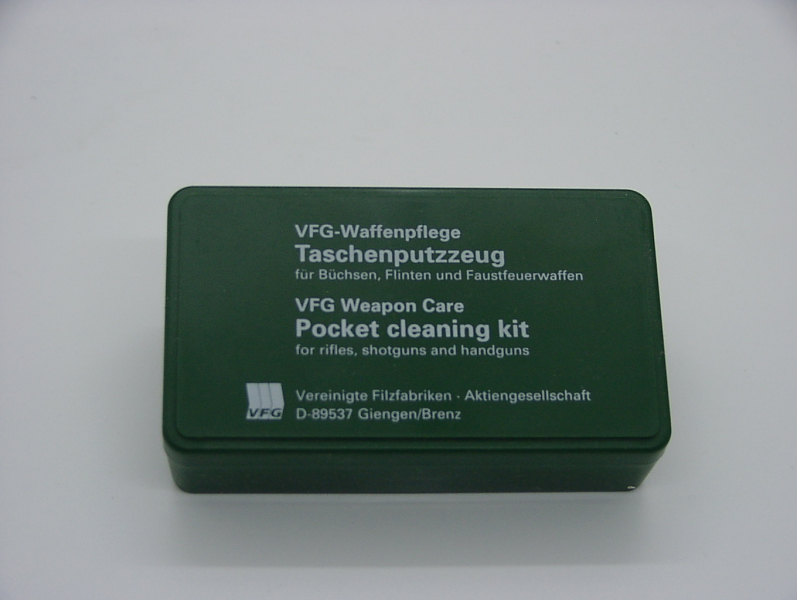 VFG-Waffenpflege
Taschenputzzeug
für Büchsen, Flinten und Faustfeuerwaffen
VFG Weapon Care
Pocket cleaning kit
for rifles, shotguns and handguns
VFG
Vereinigte Filzfabriken · Aktiengesellschaft
D-89537 Giengen/Brenz